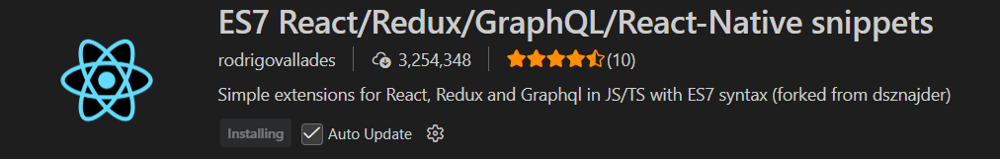 ES7 React/Redux/GraphQL/React-Native snippets
rodrigovallades 3,254,348 (10)
Simple extensions for React, Redux and Graphql in JS/TS with ES7 syntax (forked from dsznajder)
Installing Auto Update